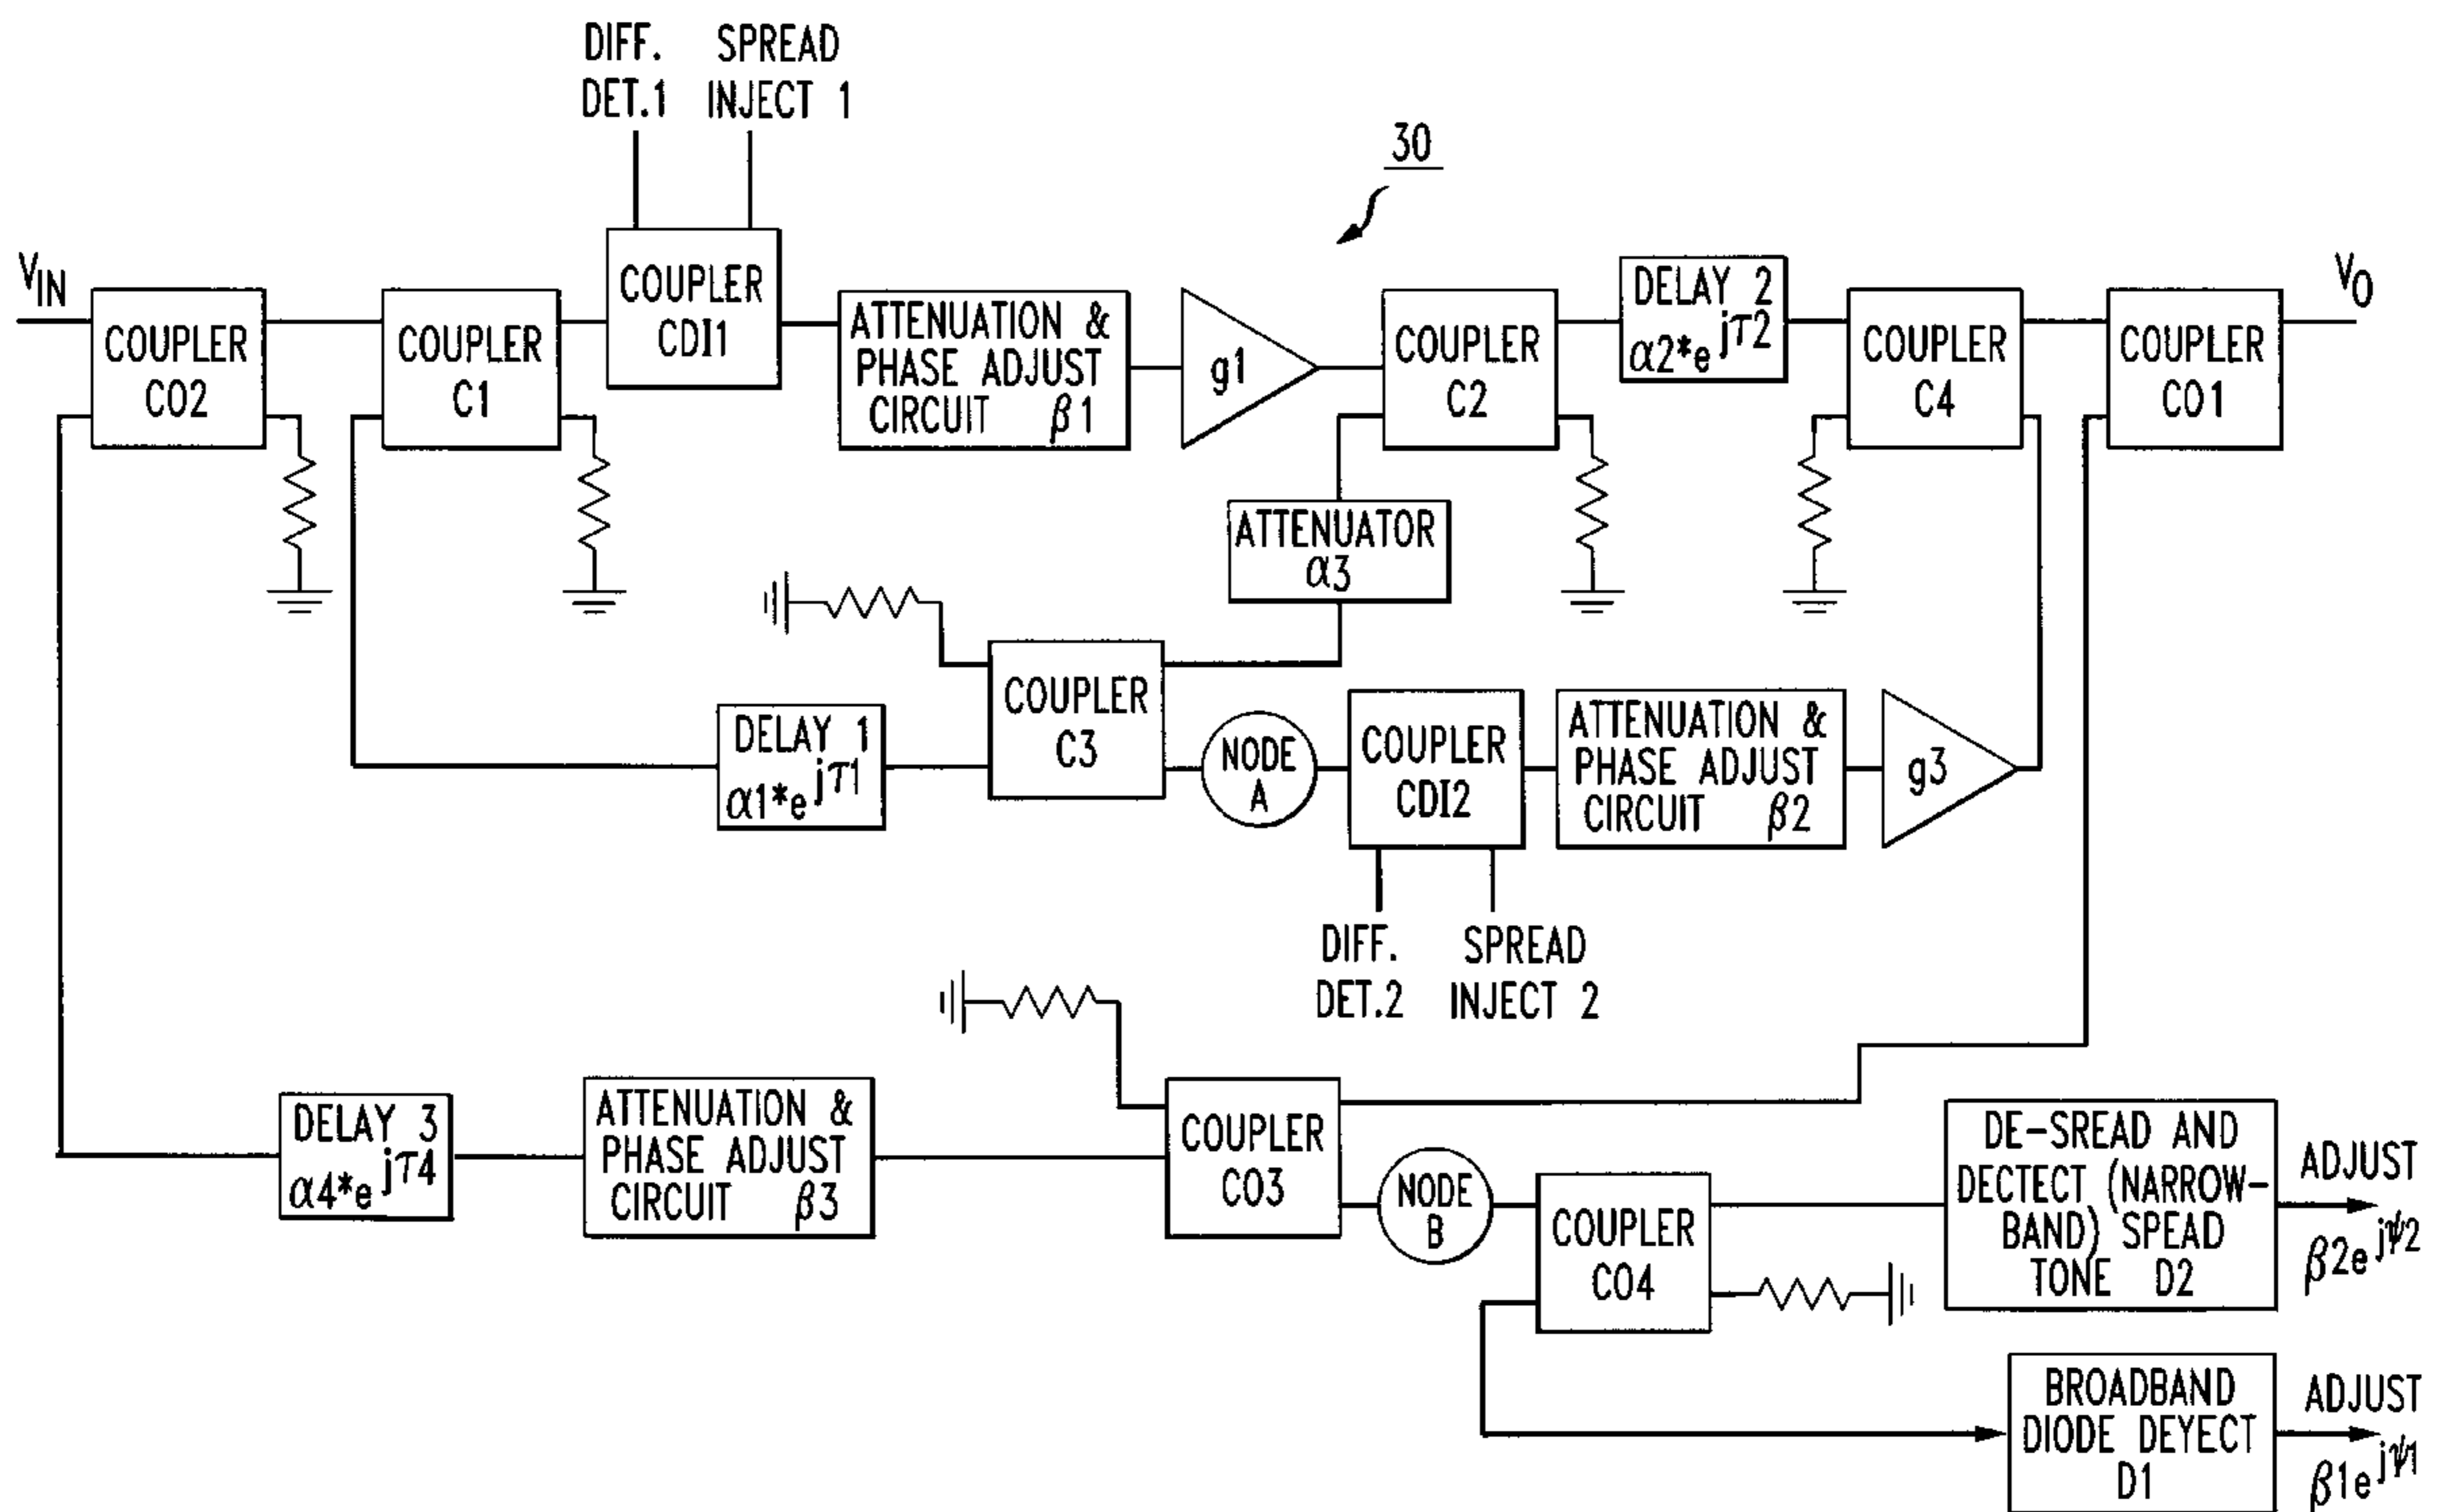 DIFF. DET.1
SPREAD INJECT 1
30
VIN
COUPLER CO2
COUPLER C1
COUPLER CDI1
ATTENUATION & PHASE ADJUST CIRCUIT β1
g1
COUPLER C2
DELAY 2 α2*e^jτ2
COUPLER C4
COUPLER CO1
VO
ATTENUATOR α3
COUPLER C3
DELAY 1 α1*e^jτ1
NODE A
COUPLER CDI2
ATTENUATION & PHASE ADJUST CIRCUIT β2
g3
DIFF. DET.2
SPREAD INJECT 2
DELAY 3 α4*e^jτ4
ATTENUATION & PHASE ADJUST CIRCUIT β3
COUPLER CO3
NODE B
COUPLER CO4
DE-SREAD AND DECTECT (NARROW-BAND) SPEAD TONE D2
ADJUST β2e^jψ2
BROADBAND DIODE DEYECT D1
ADJUST β1e^jψ1